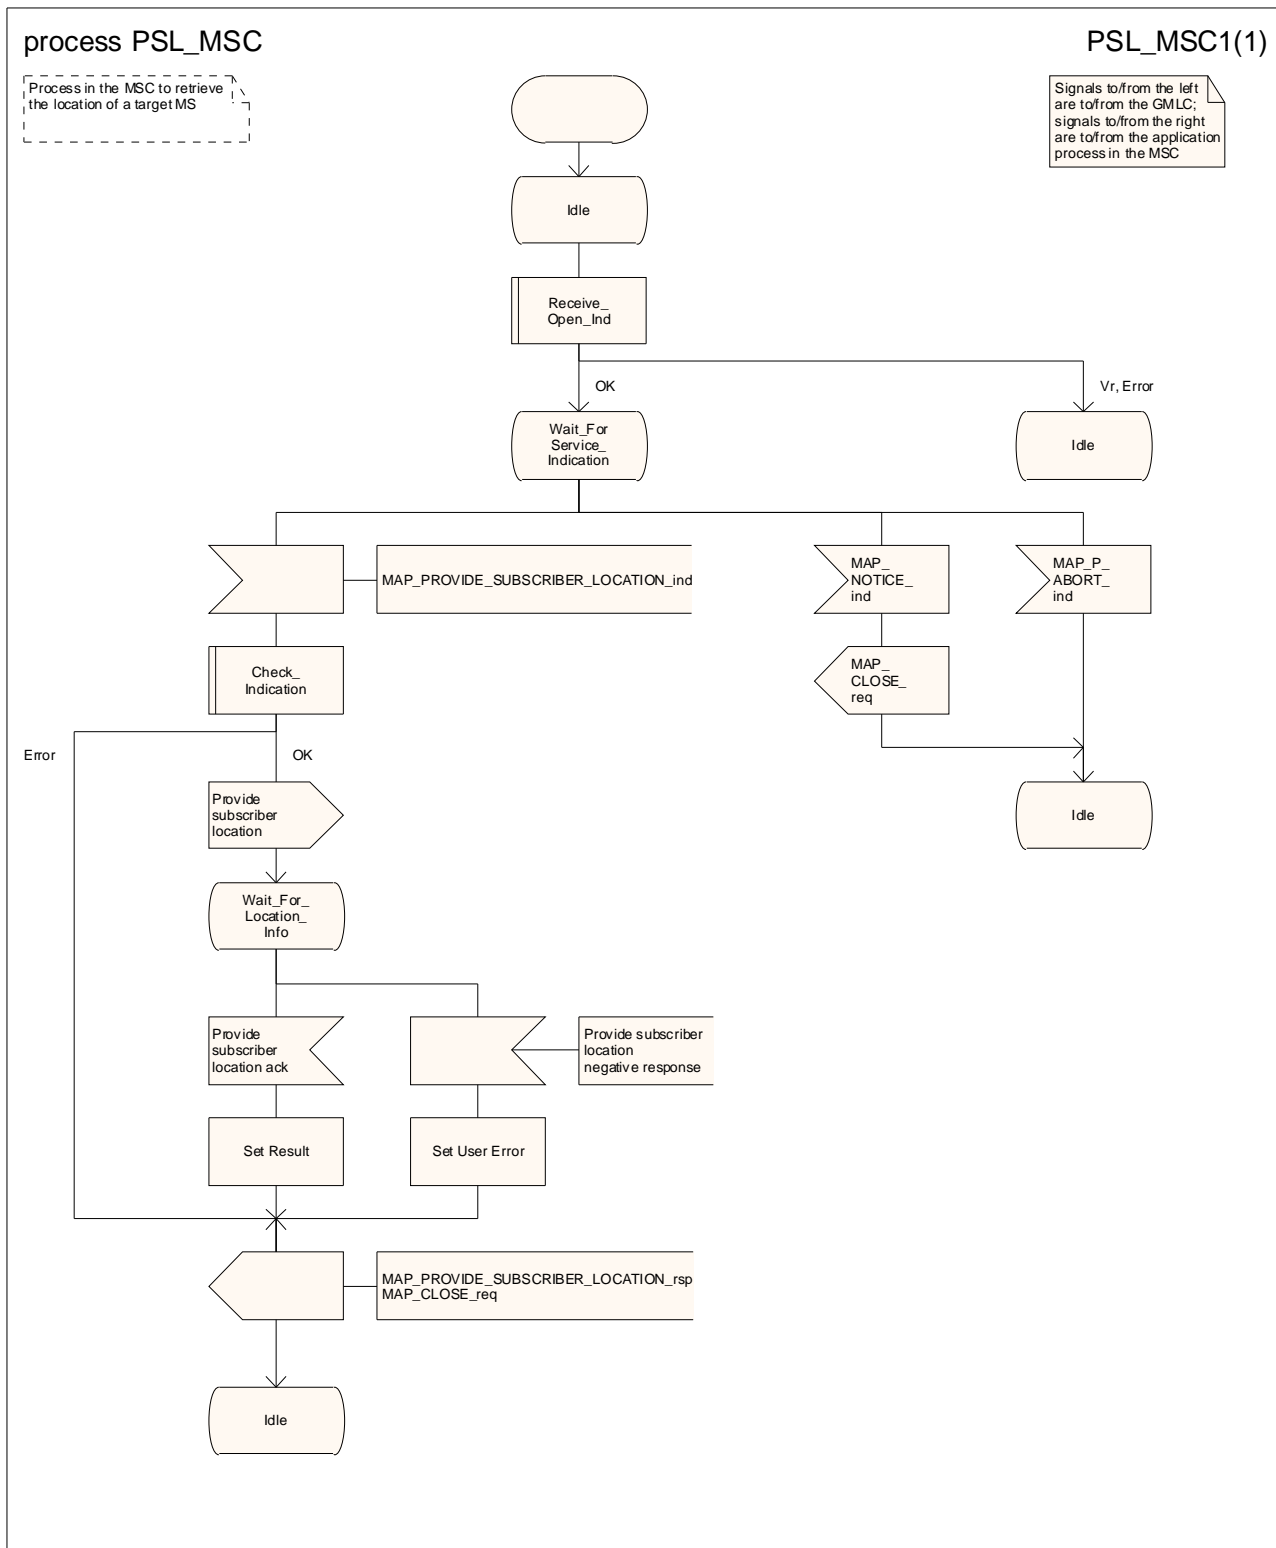 process PSL_MSC
PSL_MSC1(1)
Process in the MSC to retrieve
the location of a target MS
Signals to/from the left
are to/from the GMLC;
signals to/from the right
are to/from the application
process in the MSC
Idle
Receive_
Open_Ind
OK
Vr, Error
Wait_For
Service_
Indication
Idle
MAP_PROVIDE_SUBSCRIBER_LOCATION_ind
MAP_
NOTICE_
ind
MAP_P_
ABORT_
ind
Check_
Indication
MAP_
CLOSE_
req
Error
OK
Provide
subscriber
location
Idle
Wait_For_
Location_
Info
Provide
subscriber
location ack
Provide subscriber
location
negative response
Set Result
Set User Error
MAP_PROVIDE_SUBSCRIBER_LOCATION_rsp
MAP_CLOSE_req
Idle